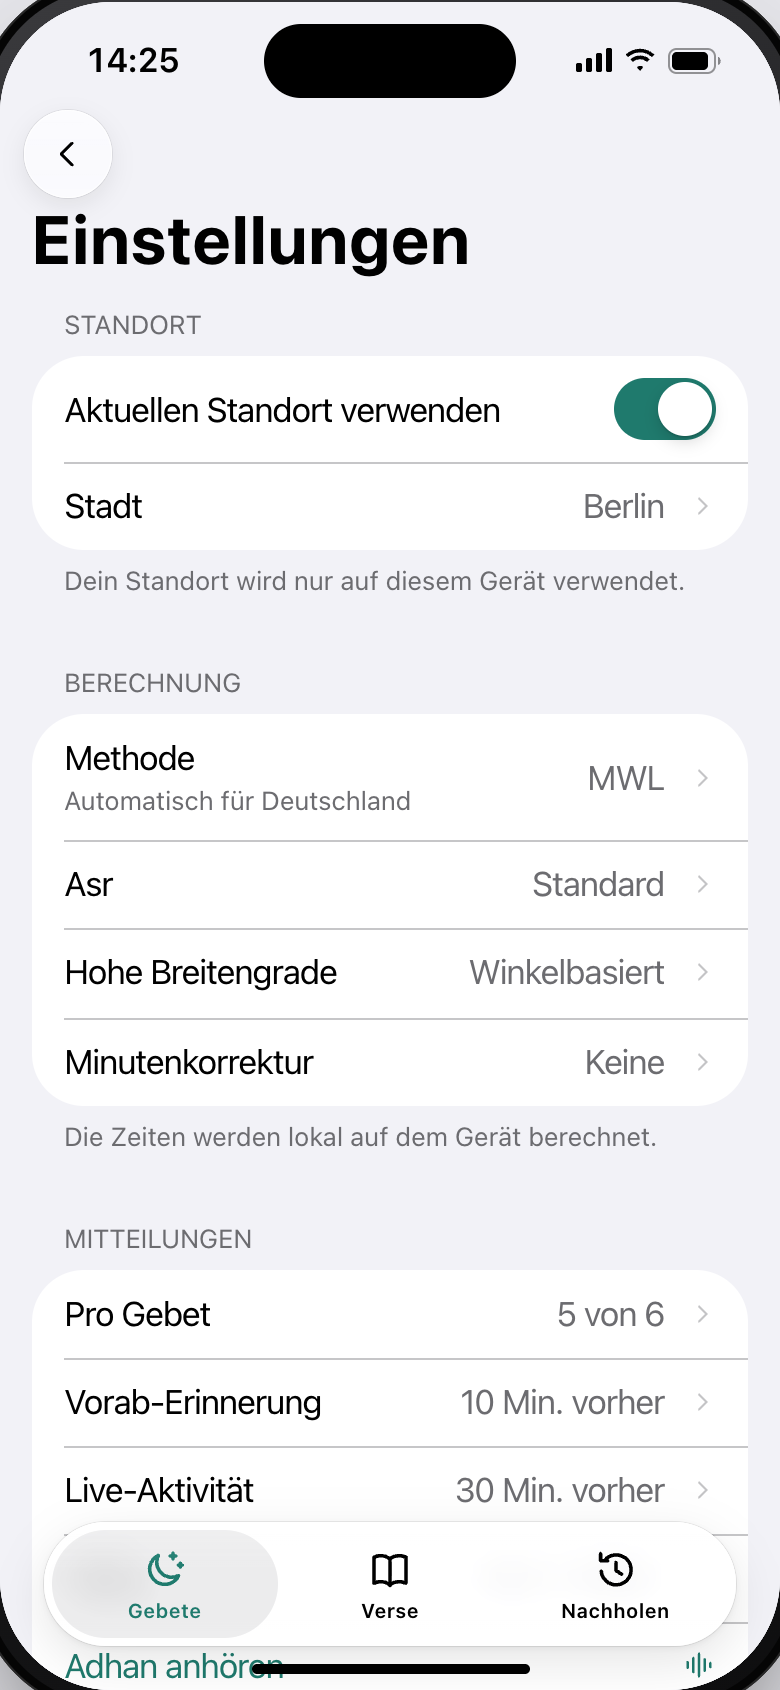 14:25
Einstellungen
STANDORT
Aktuellen Standort verwenden
Stadt Berlin
Dein Standort wird nur auf diesem Gerät verwendet.
BERECHNUNG
Methode MWL
Automatisch für Deutschland
Asr Standard
Hohe Breitengrade Winkelbasiert
Minutenkorrektur Keine
Die Zeiten werden lokal auf dem Gerät berechnet.
MITTEILUNGEN
Pro Gebet 5 von 6
Vorab-Erinnerung 10 Min. vorher
Live-Aktivität 30 Min. vorher
Gebete Verse Nachholen
Adhan anhören